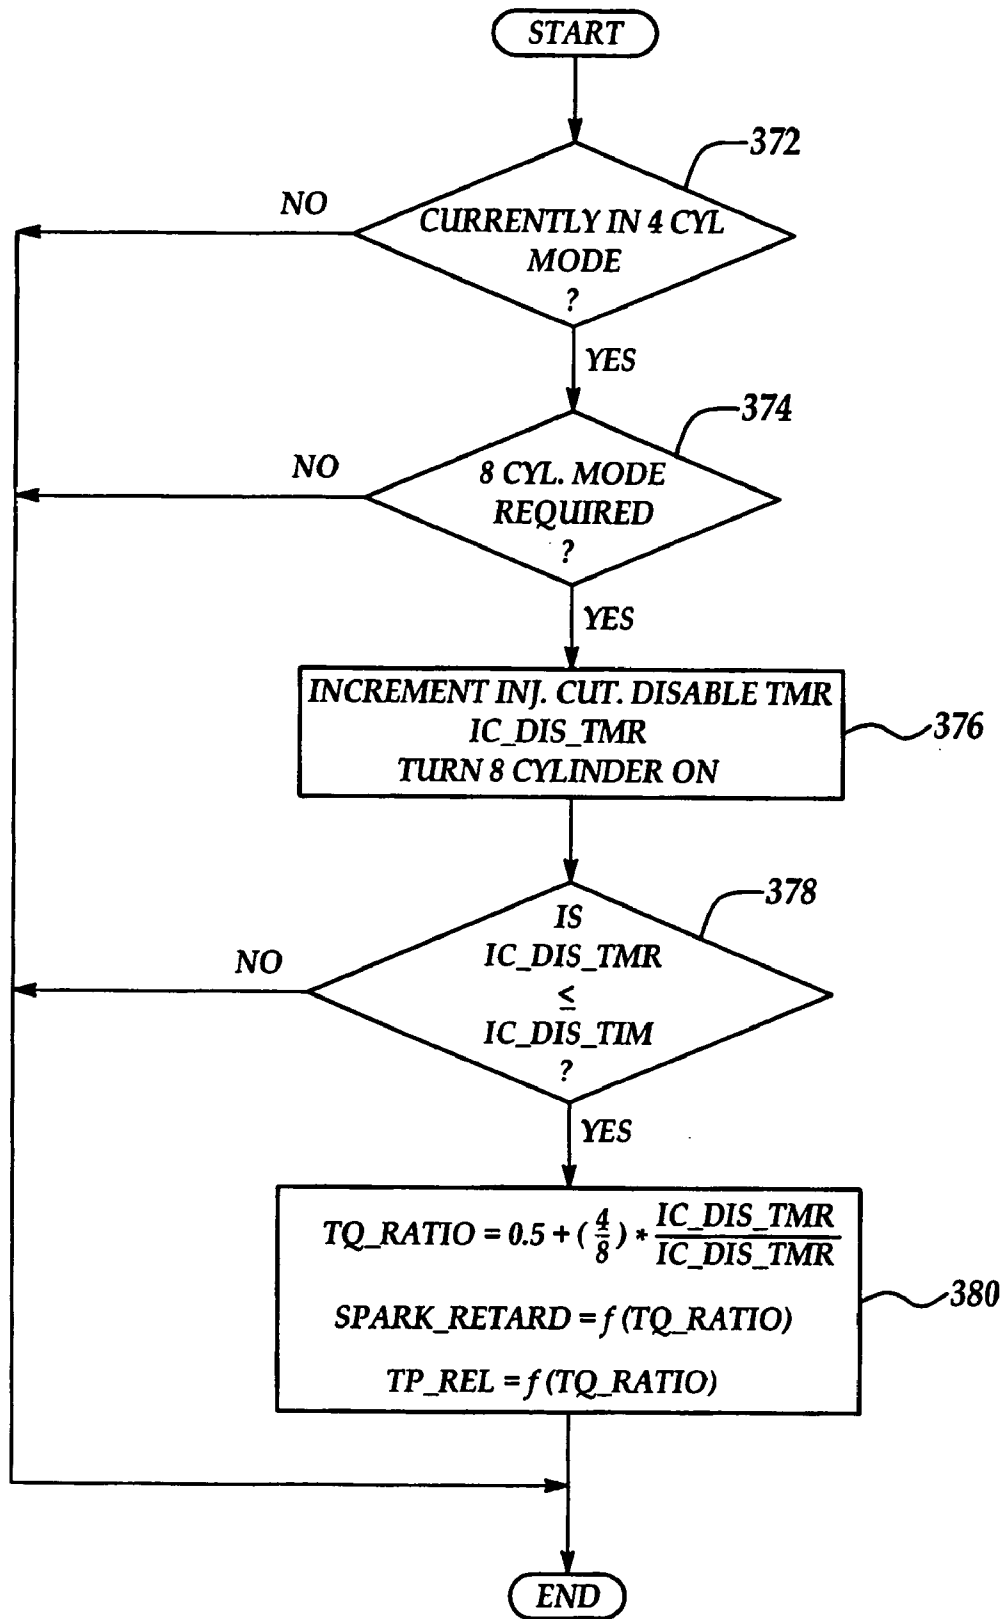 START
372
CURRENTLY IN 4 CYL
MODE
?
NO
YES
374
8 CYL. MODE
REQUIRED
?
NO
YES
INCREMENT INJ. CUT. DISABLE TMR
IC_DIS_TMR
TURN 8 CYLINDER ON
376
378
IS
IC_DIS_TMR
≤
IC_DIS_TIM
?
NO
YES
TQ_RATIO = 0.5 + (4/8) * IC_DIS_TMR/IC_DIS_TMR
SPARK_RETARD = f (TQ_RATIO)
TP_REL = f (TQ_RATIO)
380
END